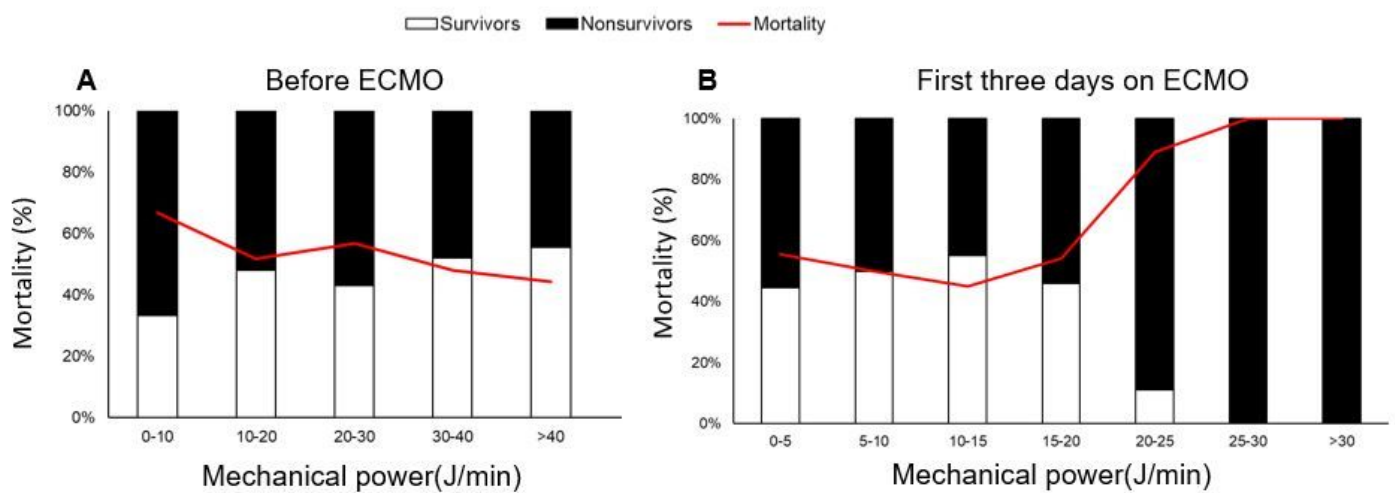 Survivors Nonsurvivors Mortality
A Before ECMO
Mortality (%)
100%
80%
60%
40%
20%
0%
0-10 10-20 20-30 30-40 >40
Mechanical power(J/min)
B First three days on ECMO
Mortality (%)
100%
80%
60%
40%
20%
0%
0-5 5-10 10-15 15-20 20-25 25-30 >30
Mechanical power(J/min)